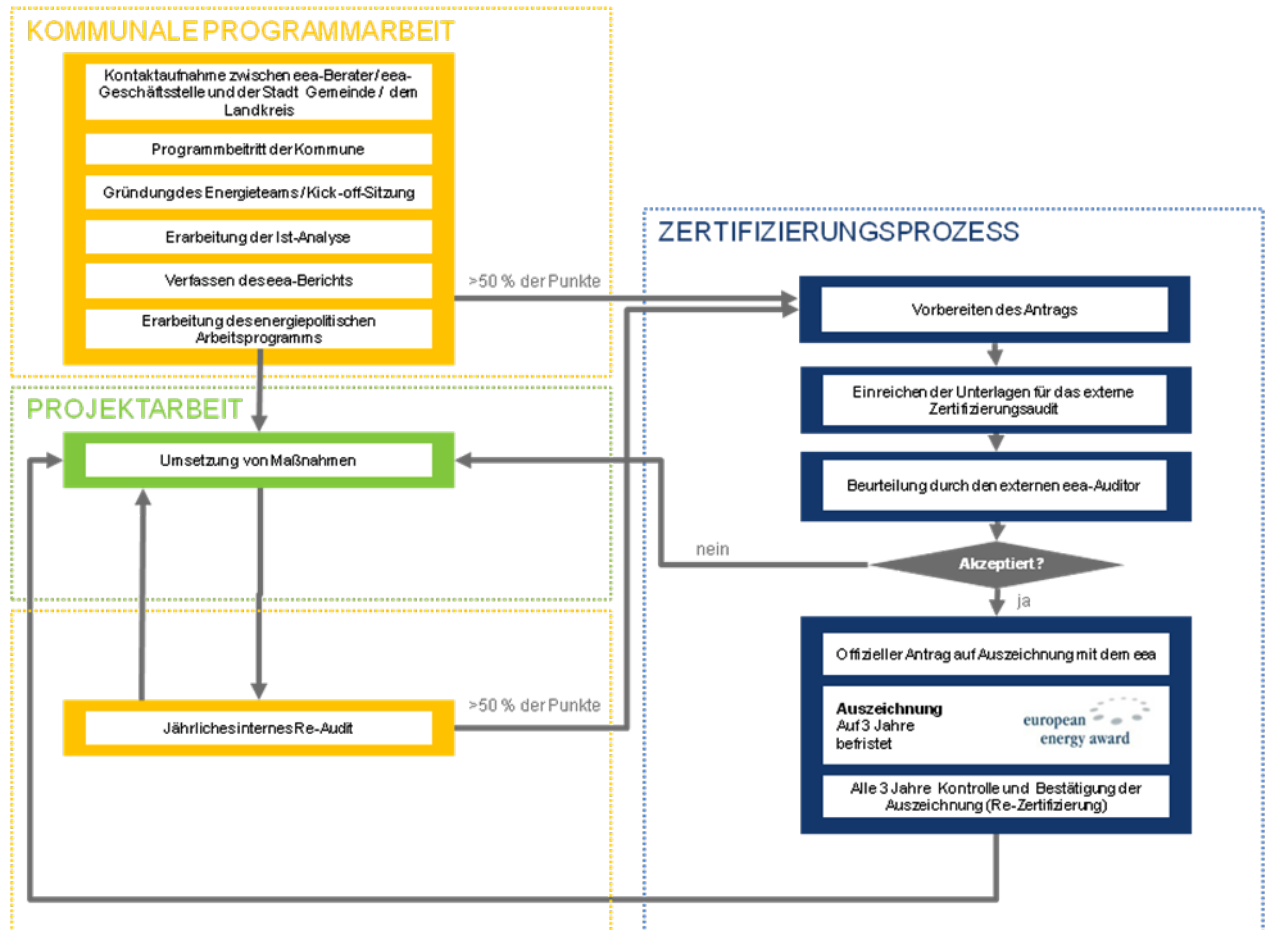 KOMMUNALE PROGRAMMARBEIT
Kontaktaufnahme zwischen eea-Berater/eea-
Geschäftsstelle und der Stadt Gemeinde / dem
Landkreis
Programmbeitritt der Kommune
Gründung des Energieteams / Kick-off-Sitzung
Erarbeitung der Ist-Analyse
Verfassen des eea-Berichts
Erarbeitung des energiepolitischen
Arbeitsprogramms
>50 % der Punkte
PROJEKTARBEIT
Umsetzung von Maßnahmen
Jährliches internes Re-Audit
>50 % der Punkte
ZERTIFIZIERUNGSPROZESS
Vorbereiten des Antrags
Einreichen der Unterlagen für das externe
Zertifizierungsaudit
Beurteilung durch den externen eea-Auditor
Akzeptiert?
nein
ja
Offizieller Antrag auf Auszeichnung mit dem eea
Auszeichnung
Auf 3 Jahre
befristet
european
energy award
Alle 3 Jahre Kontrolle und Bestätigung der
Auszeichnung (Re-Zertifizierung)